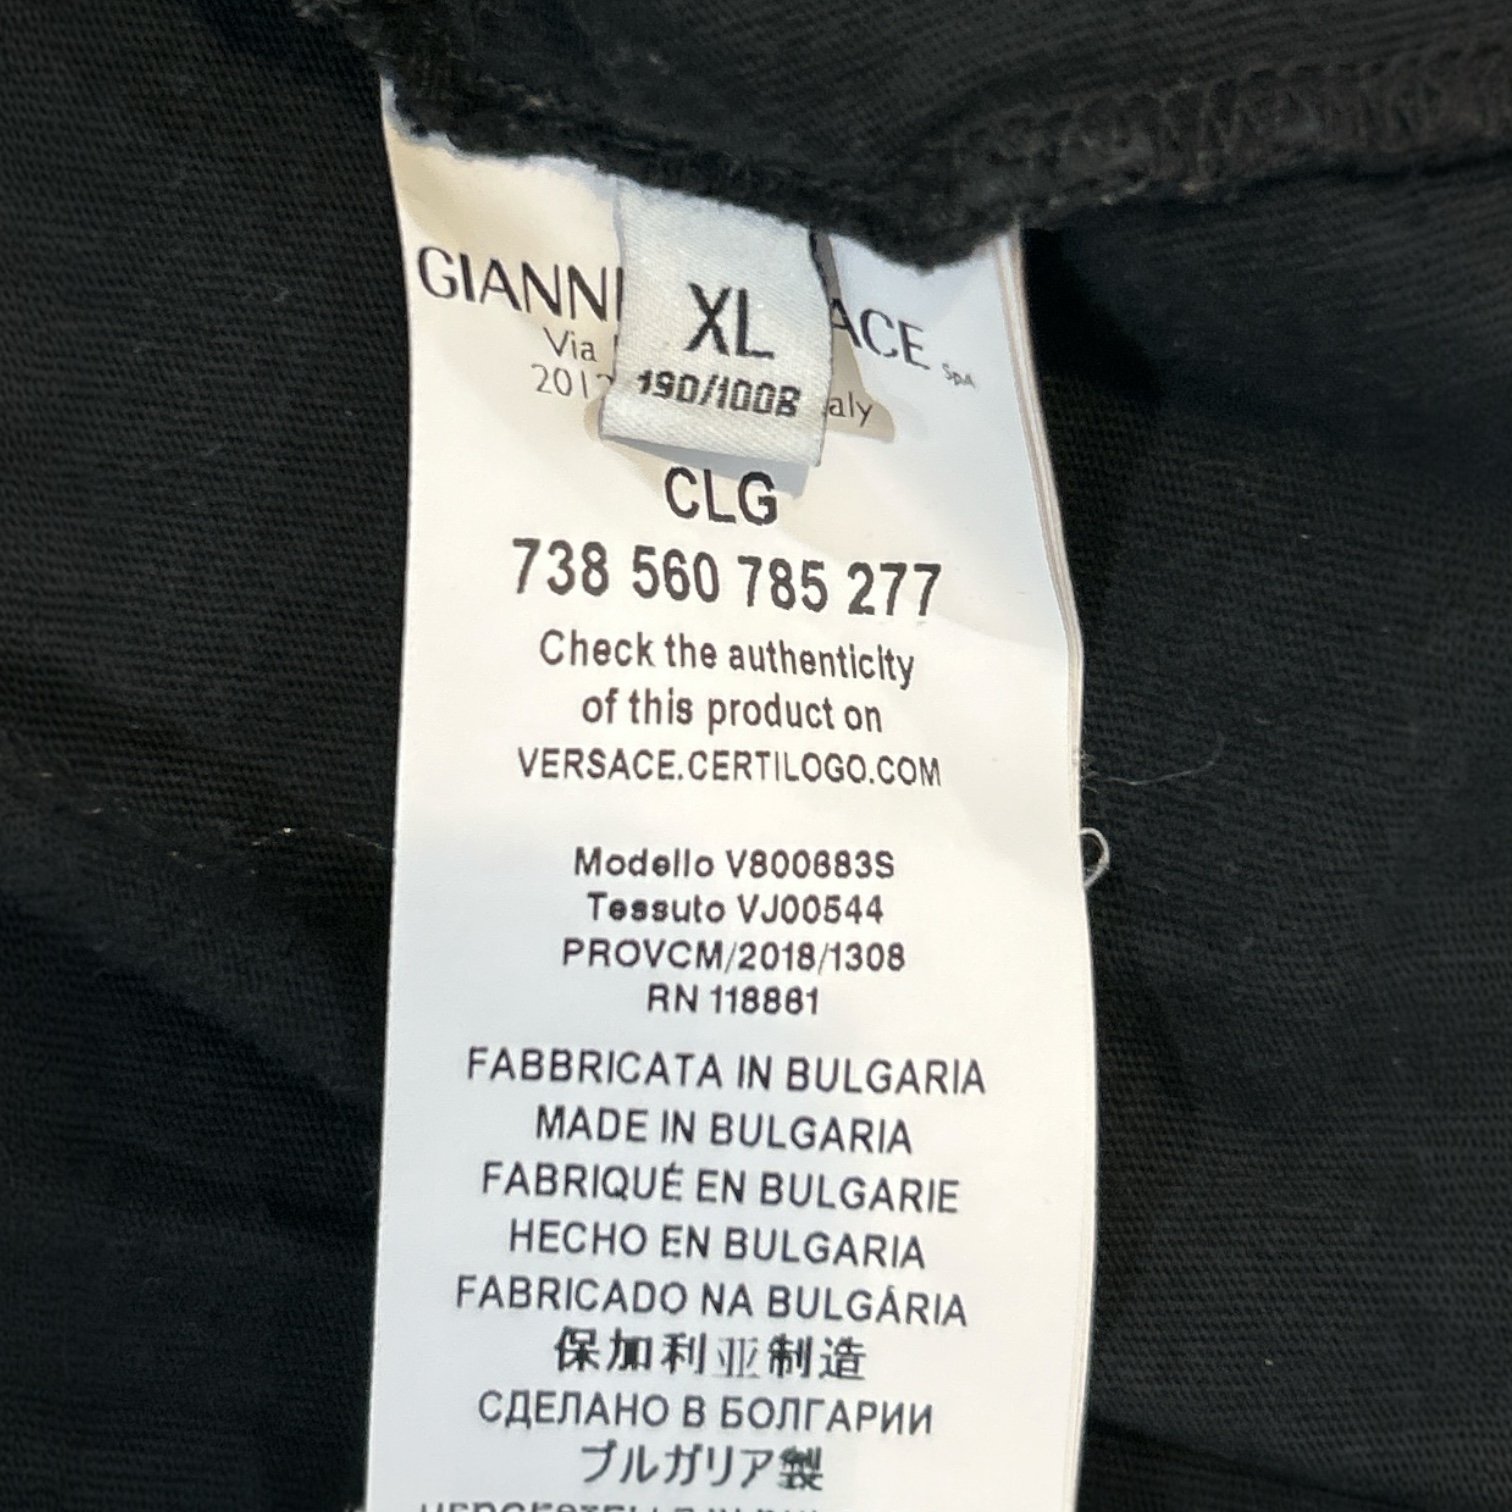 GIANNI ACE SpA
Via
aly
XL
190/100B
CLG
738 560 785 277
Check the authenticity
of this product on
VERSACE.CERTILOGO.COM
Modello V800683S
Tessuto VJ00544
PROVCM/2018/1308
RN 118861
FABBRICATA IN BULGARIA
MADE IN BULGARIA
FABRIQUÉ EN BULGARIE
HECHO EN BULGARIA
FABRICADO NA BULGÁRIA
保加利亚制造
СДЕЛАНО В БОЛГАРИИ
ブルガリア製